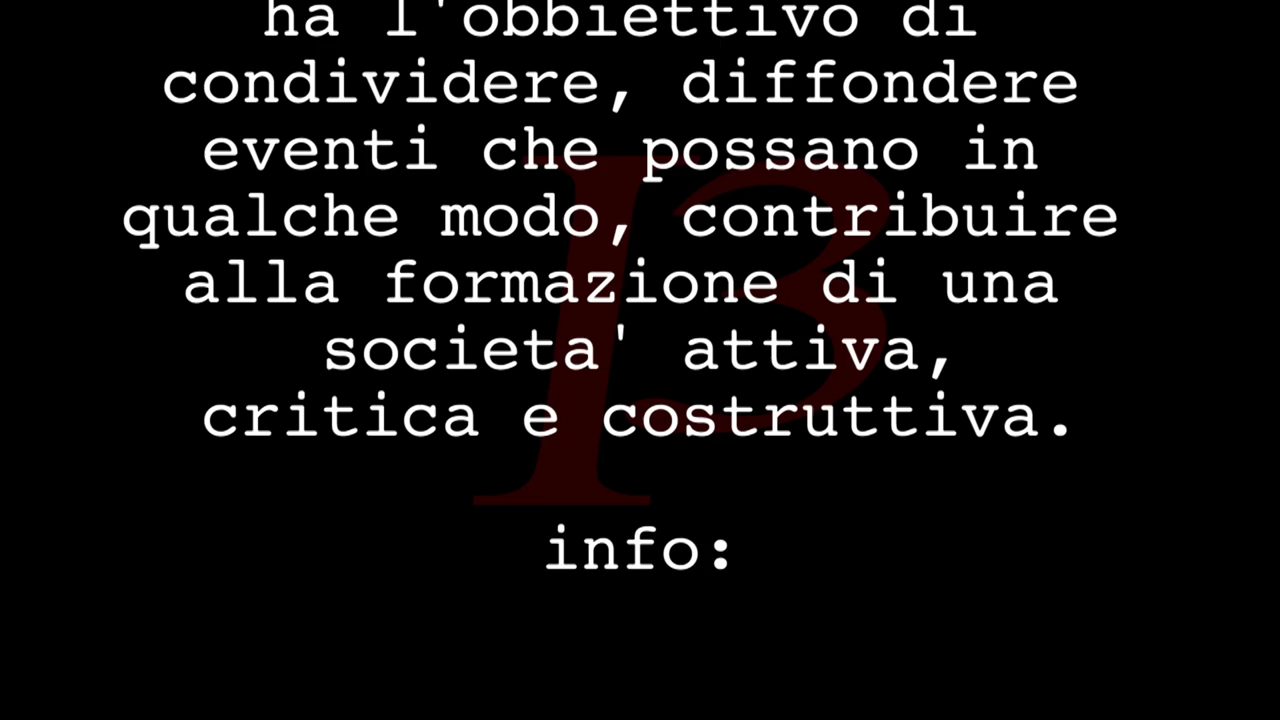 ha l'obbiettivo di
condividere, diffondere
eventi che possano in
qualche modo, contribuire
alla formazione di una
societa' attiva,
critica e costruttiva.
info: